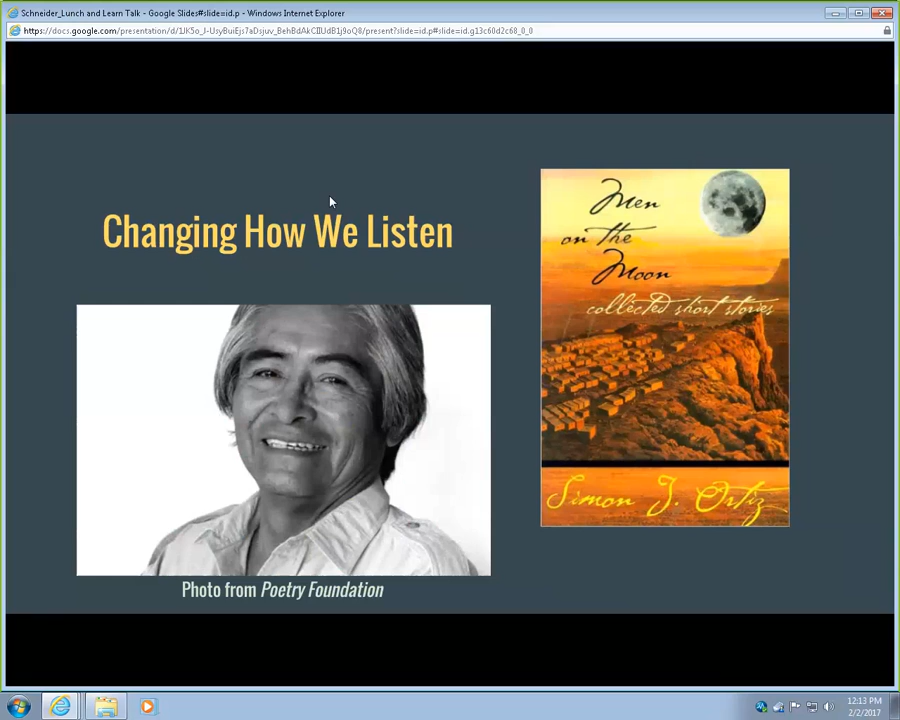 Schneider_Lunch and Learn Talk - Google Slides#slide=id.p - Windows Internet Explorer
Changing How We Listen
Men
on the
Moon
collected short stories
Simon J. Ortiz
Photo from Poetry Foundation
12:13 PM
2/2/2017